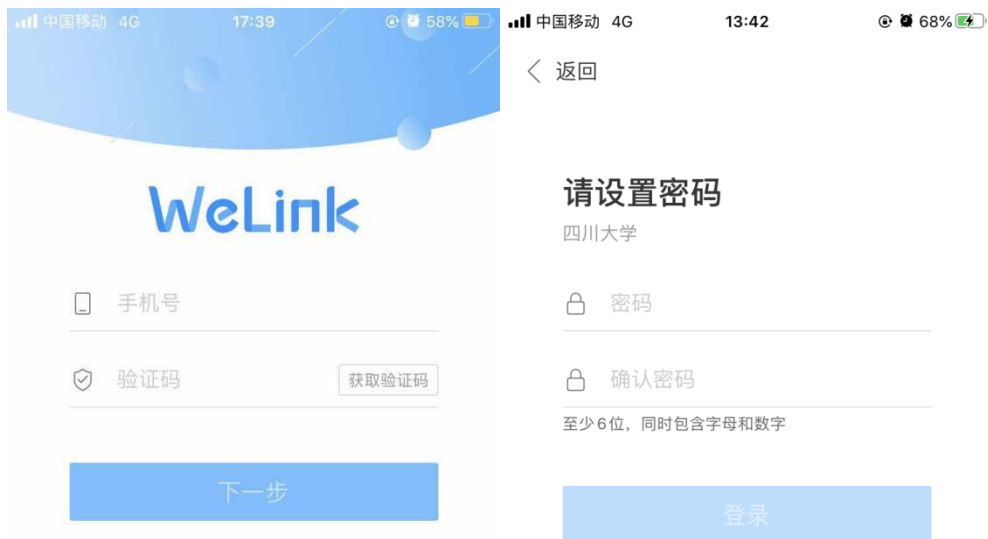 中国移动 4G 17:39 58%
WeLink
手机号
验证码 获取验证码
下一步
中国移动 4G 13:42 68%
返回
请设置密码
四川大学
密码
确认密码
至少6位，同时包含字母和数字
登录